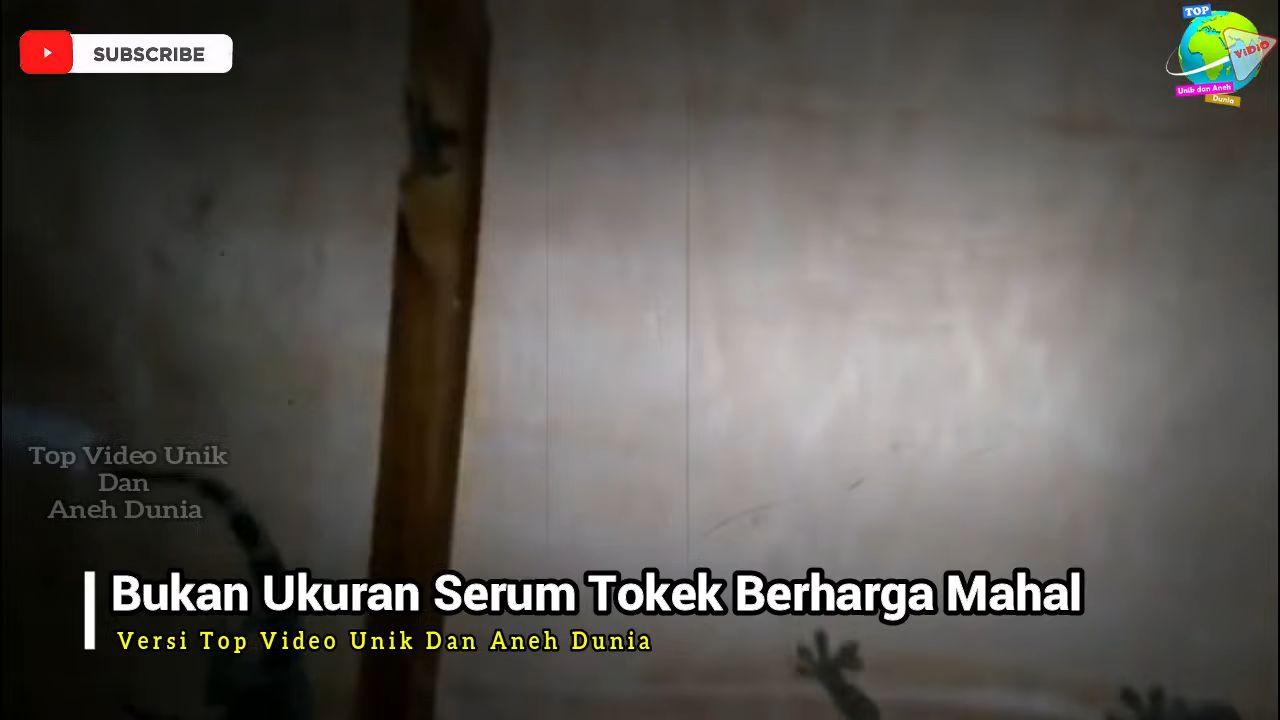 SUBSCRIBE
TOP
ViDiO
Unik dan Aneh
Dunia
Top Video Unik
Dan
Aneh Dunia
Bukan Ukuran Serum Tokek Berharga Mahal
Versi Top Video Unik Dan Aneh Dunia